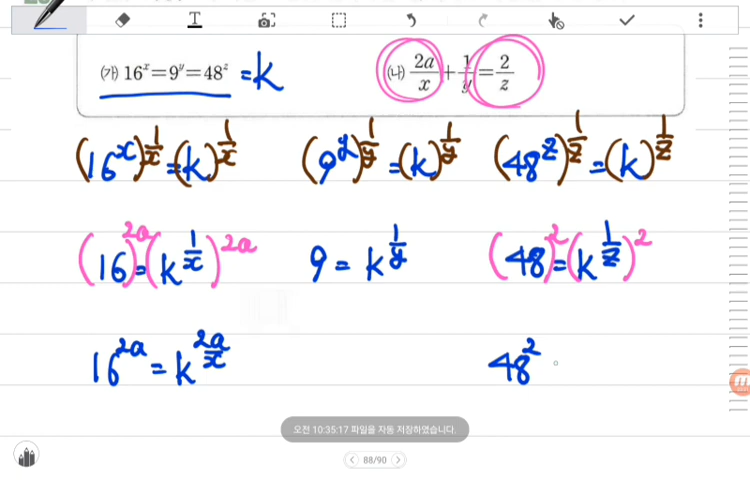 (가) 16^x=9^y=48^z =k (나) 2a/x+1/y=2/z
(16^x)^1/x=(k)^1/x (9^y)^1/y=(k)^1/y (48^z)^1/z=(k)^1/z
(16)^2a=(k^1/x)^2a 9=k^1/y (48)^2=(k^1/z)^2
16^2a=k^2a/x 48^2
오전 10:35:17 파일을 자동 저장하였습니다.
88/90